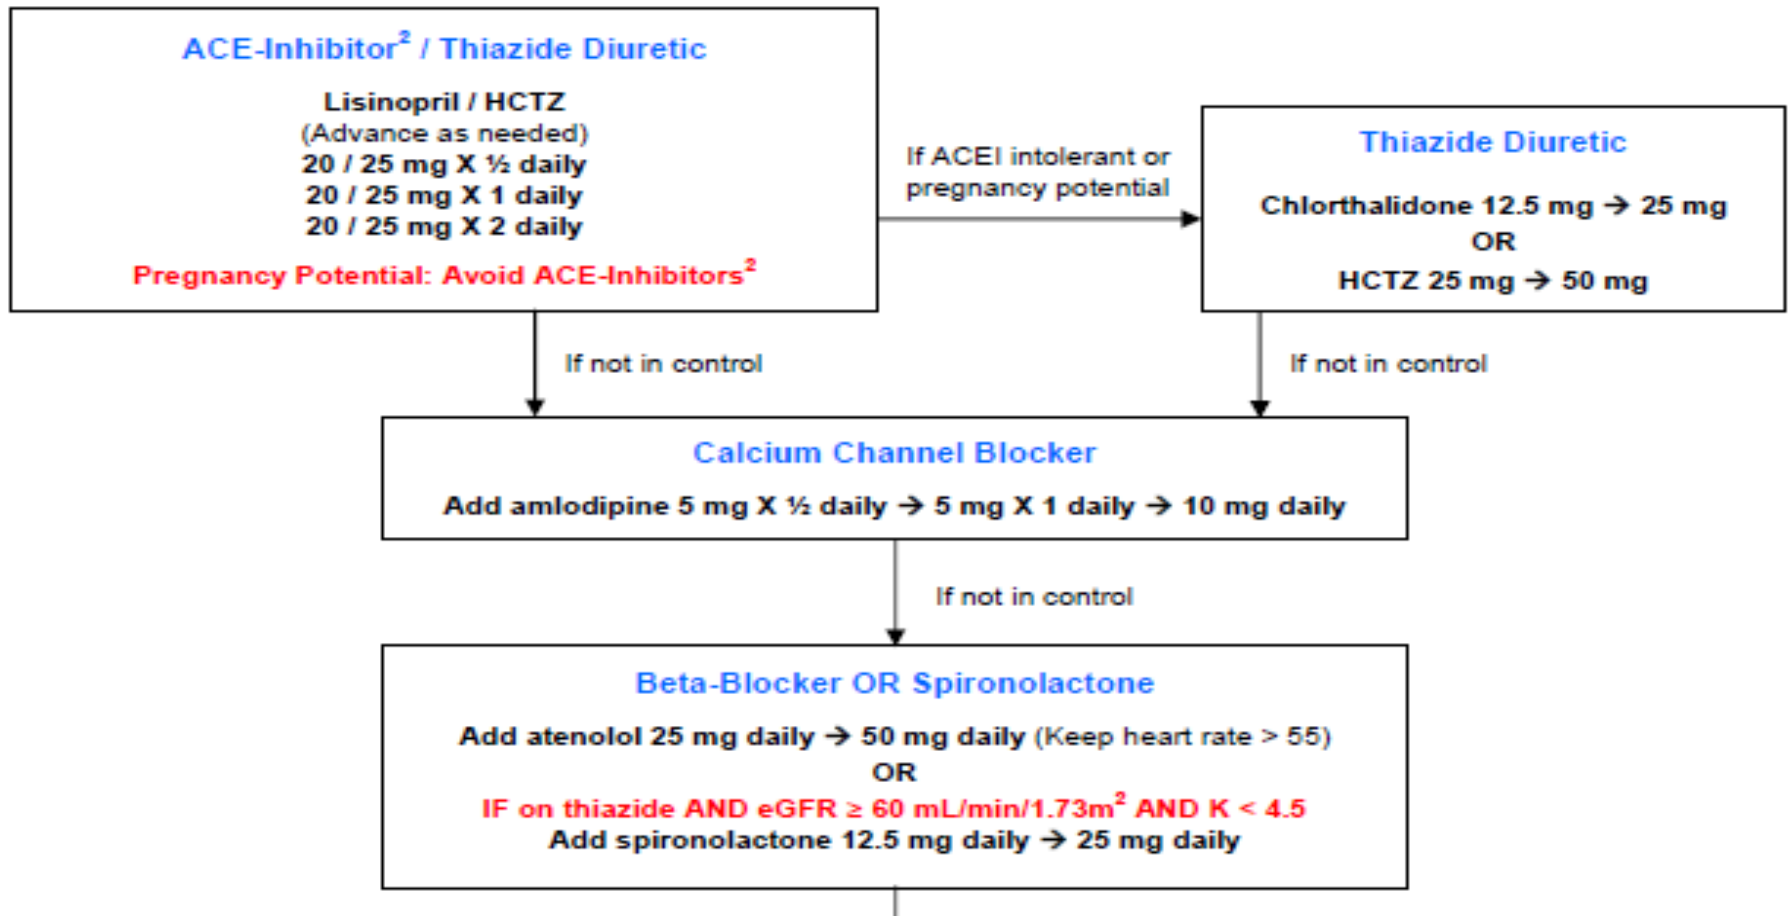 ACE-Inhibitor² / Thiazide Diuretic
Lisinopril / HCTZ
(Advance as needed)
20 / 25 mg X ½ daily
20 / 25 mg X 1 daily
20 / 25 mg X 2 daily
Pregnancy Potential: Avoid ACE-Inhibitors²
If ACEI intolerant or
pregnancy potential
Thiazide Diuretic
Chlorthalidone 12.5 mg → 25 mg
OR
HCTZ 25 mg → 50 mg
If not in control
If not in control
Calcium Channel Blocker
Add amlodipine 5 mg X ½ daily → 5 mg X 1 daily → 10 mg daily
If not in control
Beta-Blocker OR Spironolactone
Add atenolol 25 mg daily → 50 mg daily (Keep heart rate > 55)
OR
IF on thiazide AND eGFR ≥ 60 mL/min/1.73m² AND K < 4.5
Add spironolactone 12.5 mg daily → 25 mg daily